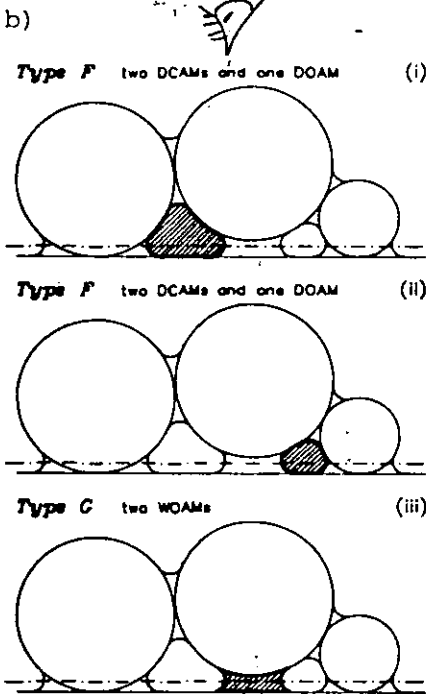 b)
Type F two DCAMs and one DOAM (i)
Type F two DCAMs and one DOAM (ii)
Type G two WOAMs (iii)